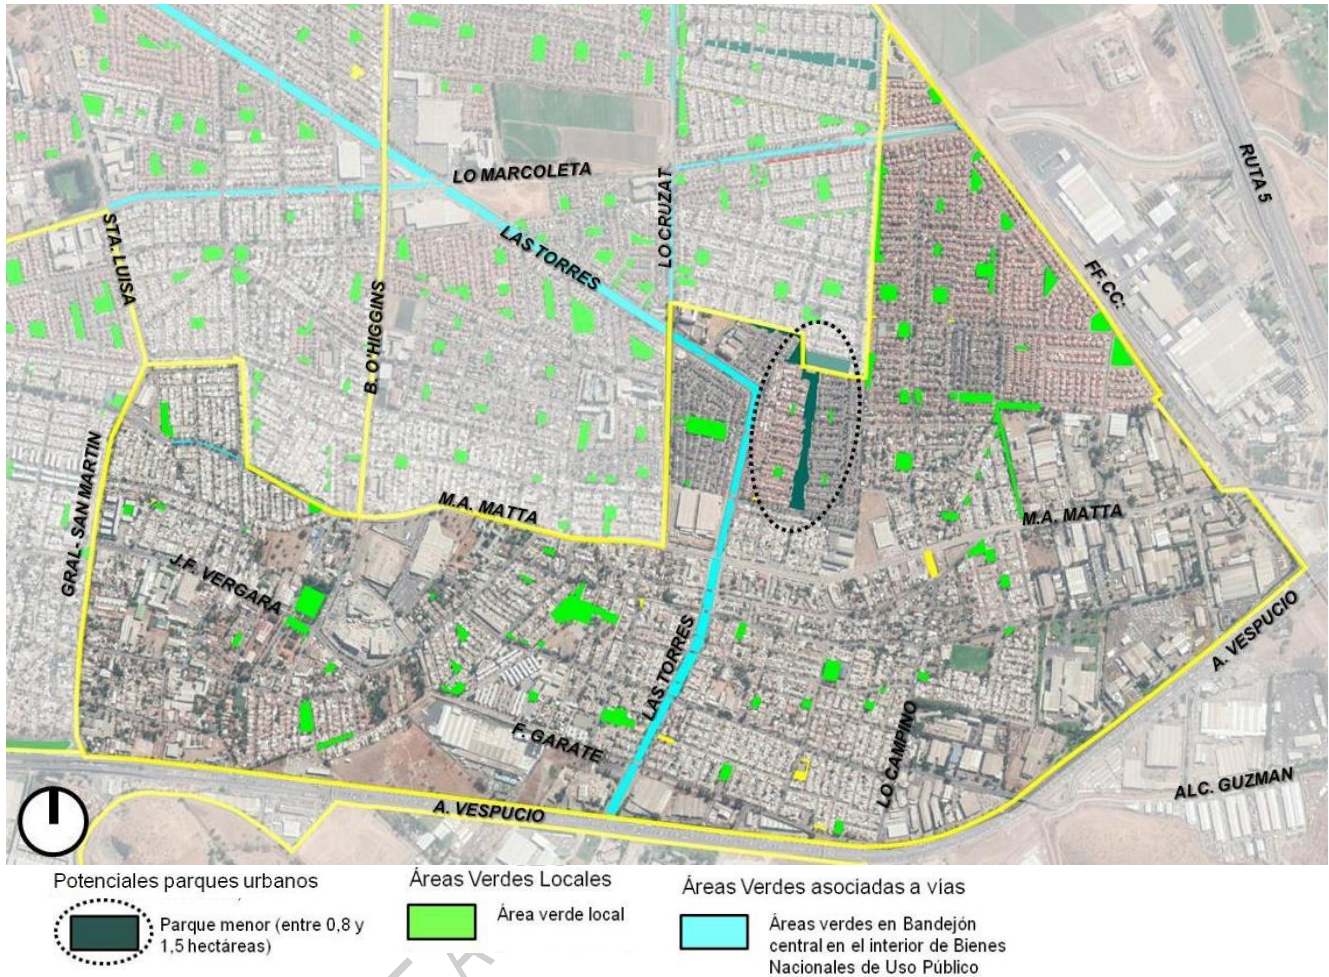 LO MARCOLETA
RUTA 5
STA. LUISA
LO CRUZAT
LAS TORRES
FF.CC:
B. O'HIGGINS
GRAL- SAN MARTIN
M.A. MATTA
M.A. MATTA
J.F. VERGARA
A. VESPUCIO
LAS TORRES
F. GARATE
LO CAMPINO
ALC. GUZMAN
A. VESPUCIO
Potenciales parques urbanos
Parque menor (entre 0,8 y
1,5 hectáreas)
Áreas Verdes Locales
Área verde local
Áreas Verdes asociadas a vías
Áreas verdes en Bandejón
central en el interior de Bienes
Nacionales de Uso Público